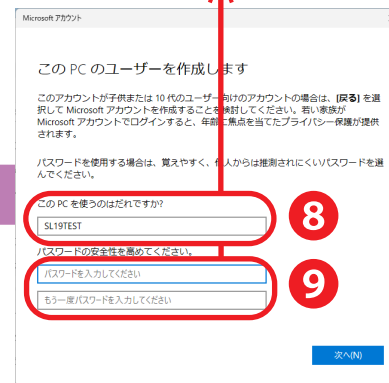 Microsoft アカウント
この PC のユーザーを作成します
このアカウントが子供または 10 代のユーザー向けのアカウントの場合は、[戻る] を選
択して Microsoft アカウントを作成することを検討してください。若い家族が
Microsoft アカウントでログインすると、年齢に焦点を当てたプライバシー保護が提供
されます。
パスワードを使用する場合は、覚えやすく、他人からは推測されにくいパスワードを選
んでください。
この PC を使うのはだれですか?
SL19TEST
8
パスワードの安全性を高めてください。
パスワードを入力してください
9
もう一度パスワードを入力してください
次へ(N)